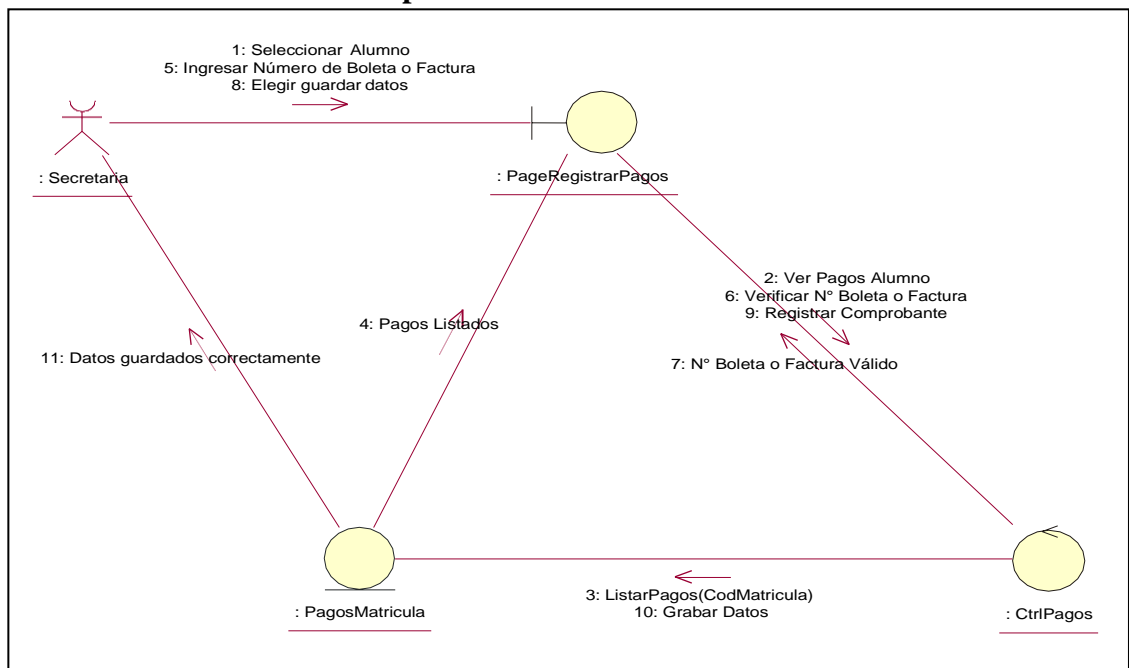 1: Seleccionar Alumno
5: Ingresar Número de Boleta o Factura
8: Elegir guardar datos
: Secretaria
: PageRegistrarPagos
2: Ver Pagos Alumno
6: Verificar N° Boleta o Factura
9: Registrar Comprobante
4: Pagos Listados
11: Datos guardados correctamente
7: N° Boleta o Factura Válido
3: ListarPagos(CodMatricula)
10: Grabar Datos
: PagosMatricula
: CtrlPagos